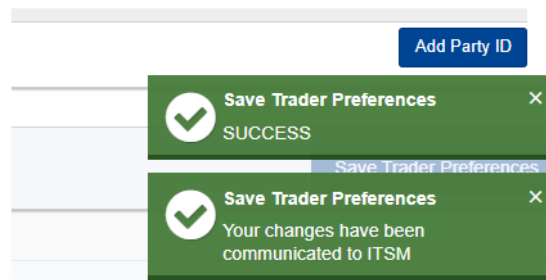 Add Party ID
Save Trader Preferences
SUCCESS
Save Trader Preferences
Save Trader Preferences
Your changes have been
communicated to ITSM